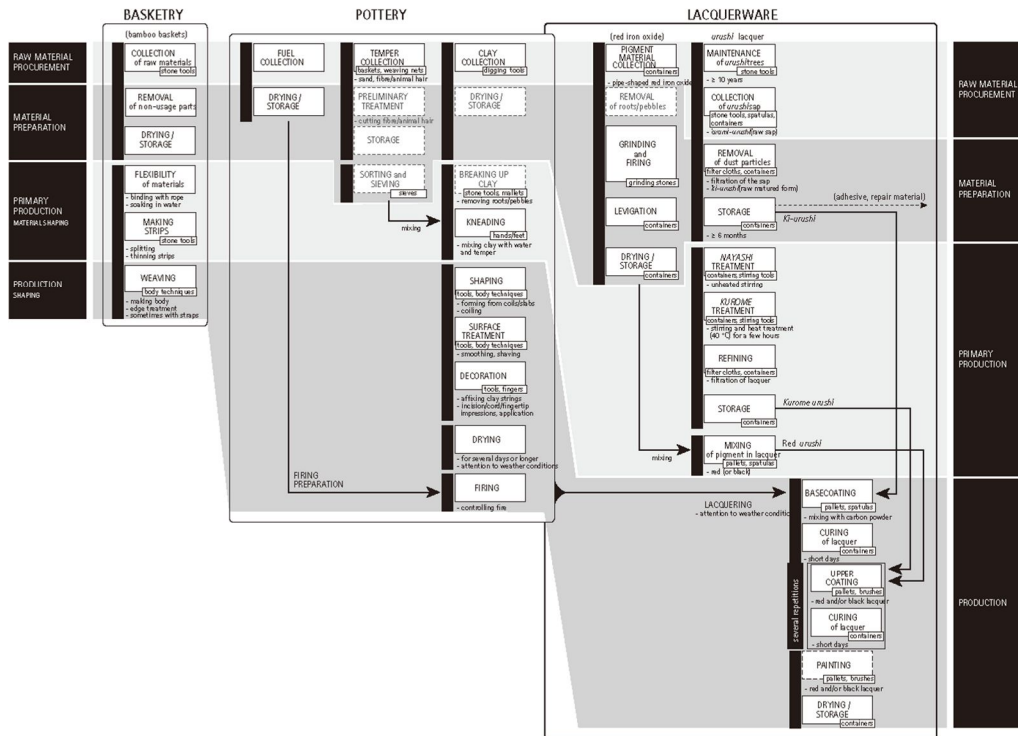 BASKETRY
POTTERY
LACQUERWARE
(bamboo baskets)
RAW MATERIAL
PROCUREMENT
MATERIAL
PREPARATION
PRIMARY
PRODUCTION
MATERIAL SHAPING
PRODUCTION
SHAPING
COLLECTION
of raw materials
stone tools
REMOVAL
of non-usage parts
DRYING /
STORAGE
FLEXIBILITY
of materials
- binding with rope
- soaking in water
MAKING
STRIPS
stone tools
- splitting
- thinning strips
WEAVING
body techniques
- making body
- edge treatment
- sometimes with straps
FUEL
COLLECTION
DRYING /
STORAGE
FIRING
PREPARATION
TEMPER
COLLECTION
baskets, weaving nets
- sand, fibre/animal hair
PRELIMINARY
TREATMENT
- cutting fibre/animal hair
STORAGE
SORTING and
SIEVING
sieves
mixing
CLAY
COLLECTION
digging tools
DRYING /
STORAGE
BREAKING UP
CLAY
stone tools, mallets
- removing roots/pebbles
KNEADING
hands/feet
- mixing clay with water
and temper
SHAPING
tools, body techniques
- forming from coils/slabs
- coiling
SURFACE
TREATMENT
tools, body techniques
- smoothing, shaving
DECORATION
tools, fingers
- affixing clay strings
- incision/cord/fingertip
impressions, application
DRYING
- for several days or longer
- attention to weather conditions
FIRING
- controlling fire
(red iron oxide)
PIGMENT
MATERIAL
COLLECTION
containers
- pipe-shaped red iron oxide
REMOVAL
of roots/pebbles
GRINDING
and
FIRING
grinding stones
LEVIGATION
containers
DRYING /
STORAGE
containers
mixing
urushi lacquer
MAINTENANCE
of urushi trees
stone tools
- ≥ 10 years
COLLECTION
of urushi sap
stone tools, spatulas,
containers
- arami-urushi (raw sap)
REMOVAL
of dust particles
filter cloths, containers
- filtration of the sap
- ki-urushi (raw matured form)
STORAGE
containers
- ≥ 6 months
(adhesive, repair material)
Ki-urushi
NAYASHI
TREATMENT
containers, stirring tools
- unheated stirring
KUROME
TREATMENT
containers, stirring tools
- stirring and heat treatment
(40 °C) for a few hours
REFINING
filter cloths, containers
- filtration of lacquer
STORAGE
containers
Kurome urushi
MIXING
of pigment in lacquer
pallets, spatulas
- red (or black)
Red urushi
LACQUERING
- attention to weather conditic
BASECOATING
pallets, spatulas
- mixing with carbon powder
CURING
of lacquer
containers
- short days
several repetitions
UPPER
COATING
pallets, brushes
- red and/or black lacquer
CURING
of lacquer
containers
- short days
PAINTING
pallets, brushes
- red and/or black lacquer
DRYING /
STORAGE
containers
RAW MATERIAL
PROCUREMENT
MATERIAL
PREPARATION
PRIMARY
PRODUCTION
PRODUCTION